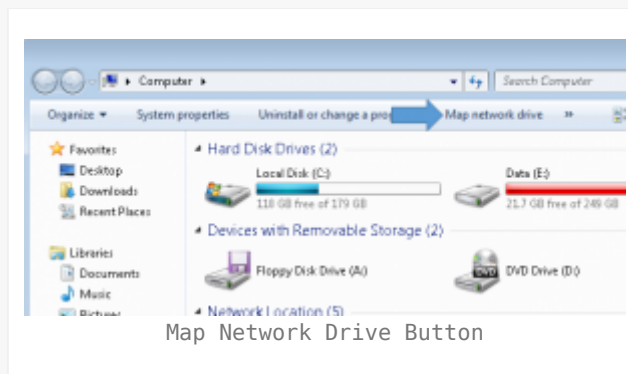 Computer
Search Computer
Organize System properties Uninstall or change a Map network drive »
Favorites
Desktop
Downloads
Recent Places
Libraries
Documents
Music
Pictures
Hard Disk Drives (2)
Local Disk (C:)
118 GB free of 179 GB
Data (E:)
21.7 GB free of 249 GB
Devices with Removable Storage (2)
Floppy Disk Drive (A:)
DVD Drive (D:)
DVD
Network Location (5)
Map Network Drive Button